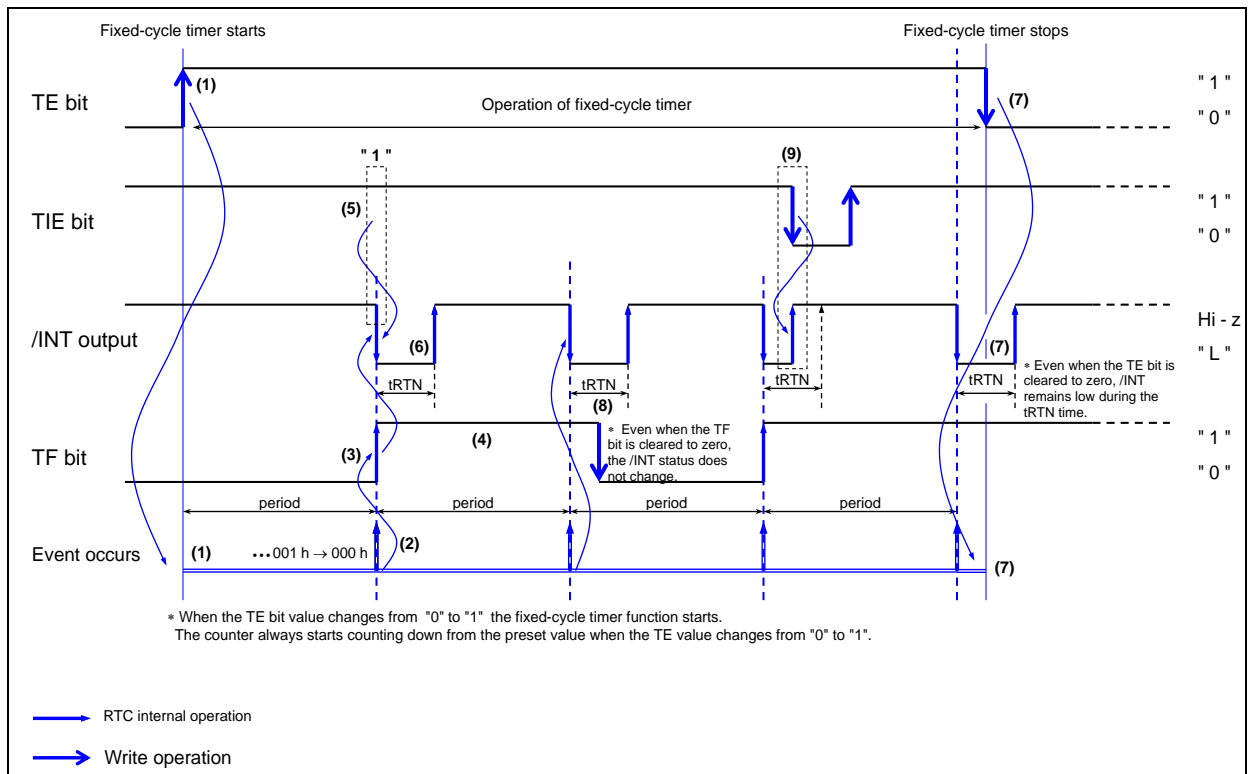 Fixed-cycle timer starts
Fixed-cycle timer stops
TE bit
(1)
Operation of fixed-cycle timer
(7)
" 1 "
" 0 "
" 1 "
(9)
TIE bit
(5)
" 1 "
" 0 "
/INT output
(6)
(7)
Hi - z
" L "
tRTN
tRTN
tRTN
tRTN
* Even when the TE bit is
cleared to zero, /INT
remains low during the
tRTN time.
(8)
TF bit
(3)
(4)
* Even when the TF
bit is cleared to zero,
the /INT status does
not change.
" 1 "
" 0 "
period
period
period
period
Event occurs
(1)
•••001 h → 000 h
(2)
(7)
* When the TE bit value changes from "0" to "1" the fixed-cycle timer function starts.
The counter always starts counting down from the preset value when the TE value changes from "0" to "1".
RTC internal operation
Write operation